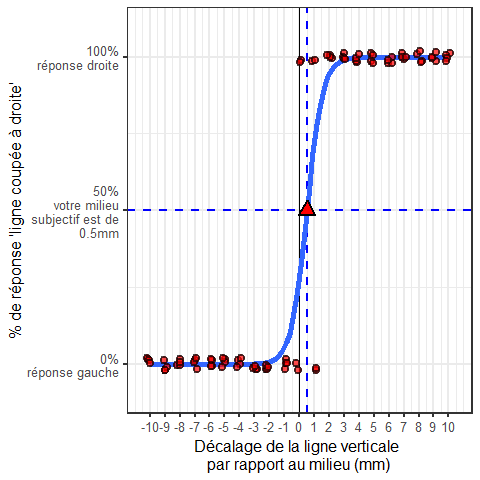 % de réponse 'ligne coupée à droite'
100%
réponse droite
50%
votre milieu
subjectif est de
0.5mm
0%
réponse gauche
-10 -9 -8 -7 -6 -5 -4 -3 -2 -1 0 1 2 3 4 5 6 7 8 9 10
Décalage de la ligne verticale
par rapport au milieu (mm)